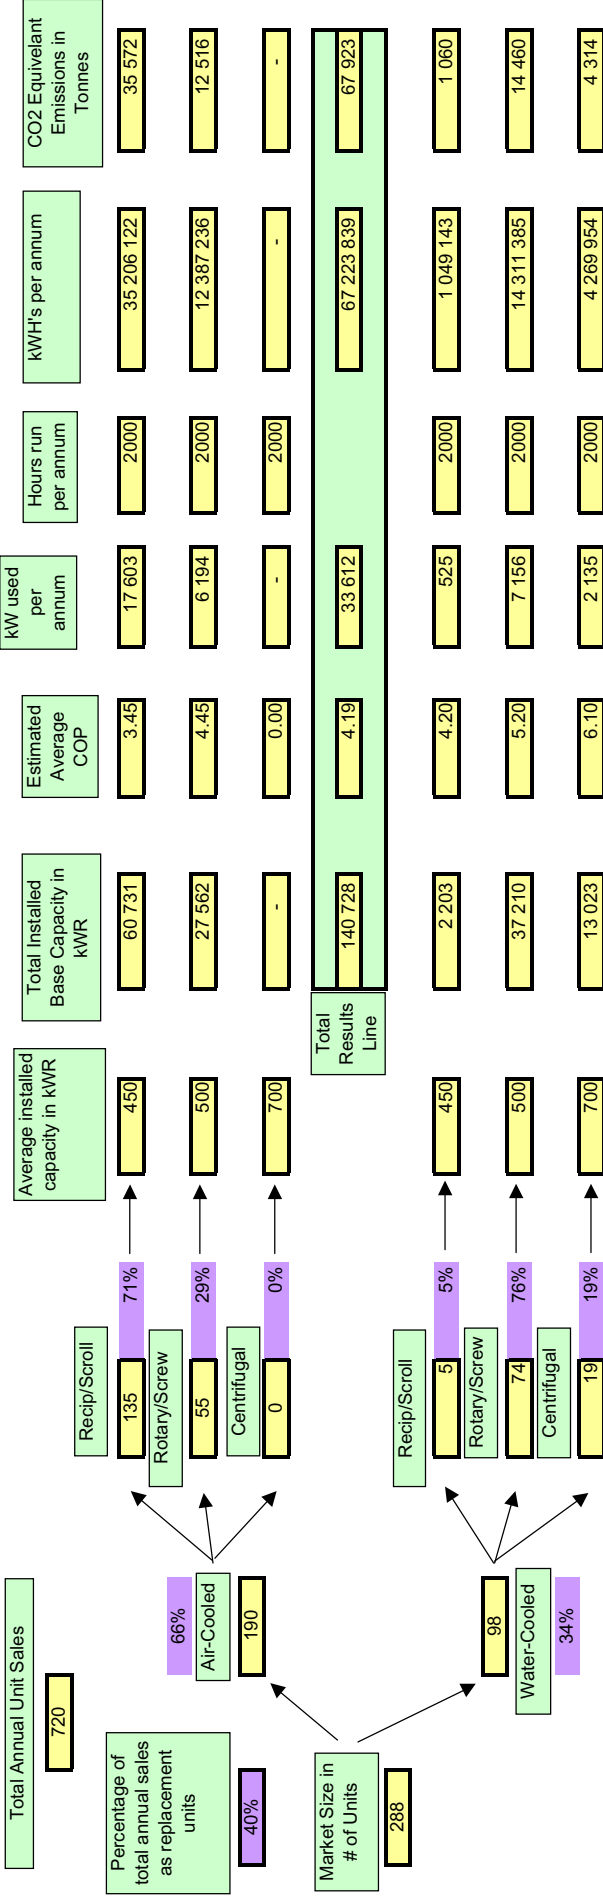 Total Annual Unit Sales
720
Percentage of
total annual sales
as replacement
units
40%
Market Size in
# of Units
288
66%
Air-Cooled
190
98
Water-Cooled
34%
Average installed
capacity in kWR
Total Installed
Base Capacity in
kWR
Estimated
Average
COP
kW used
per
annum
Hours run
per annum
kWH's per annum
CO2 Equivelant
Emissions in
Tonnes
Recip/Scroll
135 71% 450 60 731 3.45 17 603 2000 35 206 122 35 572
Rotary/Screw
55 29% 500 27 562 4.45 6 194 2000 12 387 236 12 516
Centrifugal
0 0% 700 - 0.00 - 2000 - -
Total
Results
Line
140 728 4.19 33 612 67 223 839 67 923
Recip/Scroll
5 5% 450 2 203 4.20 525 2000 1 049 143 1 060
Rotary/Screw
74 76% 500 37 210 5.20 7 156 2000 14 311 385 14 460
Centrifugal
19 19% 700 13 023 6.10 2 135 2000 4 269 954 4 314